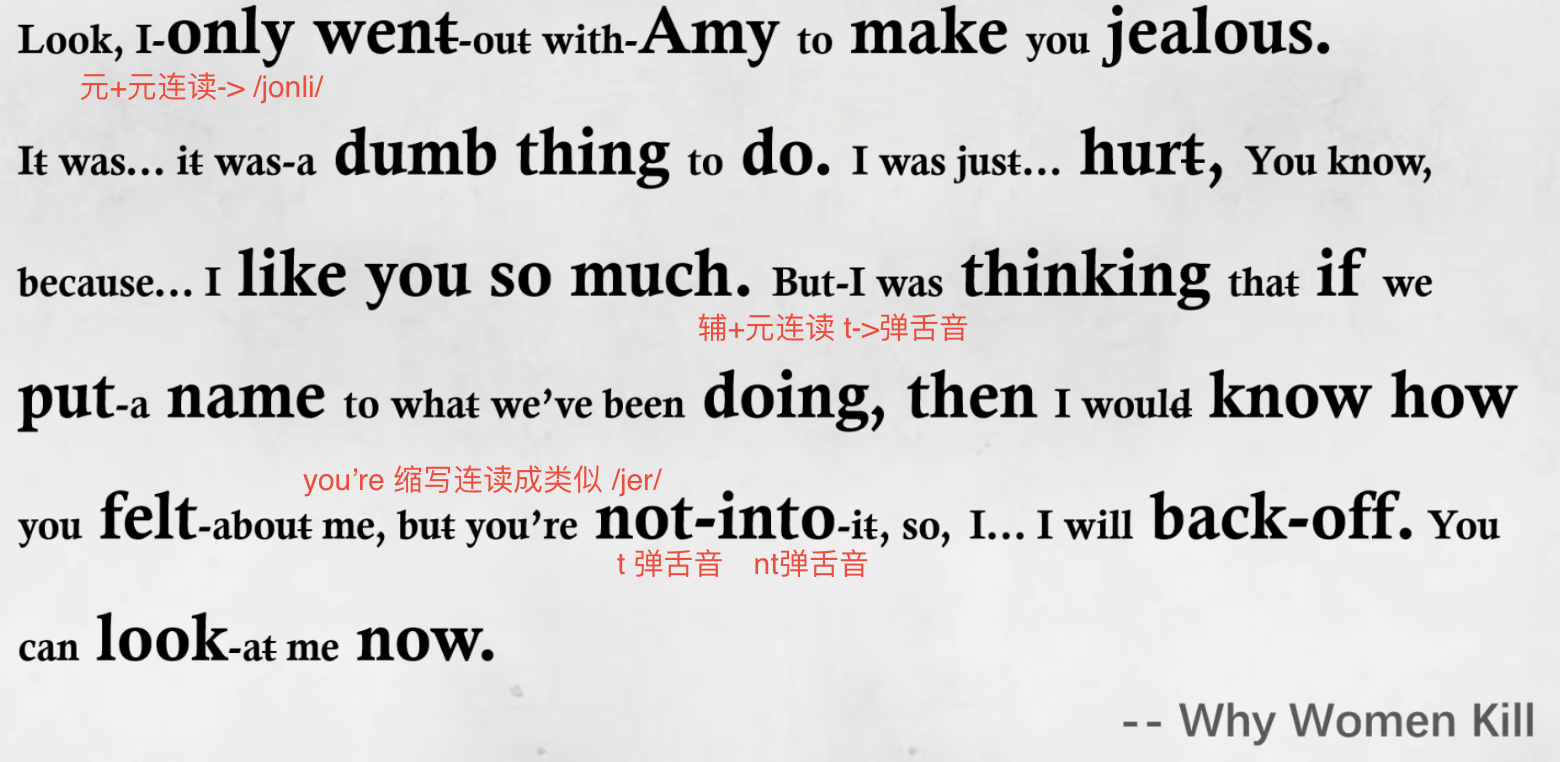 Look, I-only went-out with-Amy to make you jealous.
元+元连读-> /jonli/
It was... it was-a dumb thing to do. I was just... hurt, You know,
because... I like you so much. But-I was thinking that if we
辅+元连读 t->弹舌音
put-a name to what we've been doing, then I would know how
you're 缩写连读成类似 /jer/
you felt-about me, but you're not-into-it, so, I... I will back-off. You
t 弹舌音 nt弹舌音
can look-at me now.
-- Why Women Kill